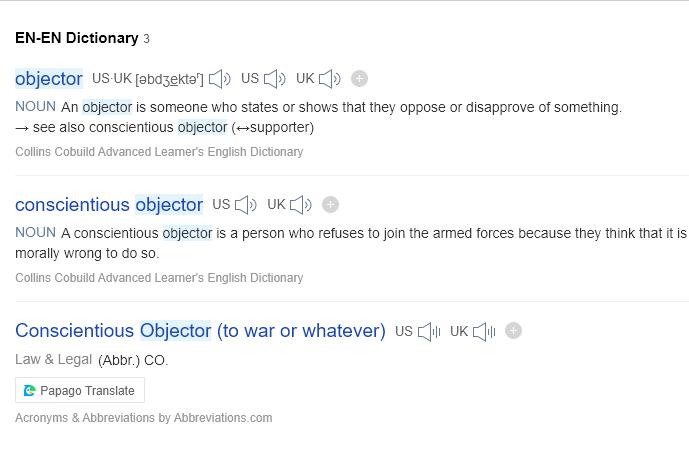 EN-EN Dictionary 3
objector US·UK [əbdʒektəʳ] US UK
NOUN An objector is someone who states or shows that they oppose or disapprove of something.
→ see also conscientious objector (↔supporter)
Collins Cobuild Advanced Learner's English Dictionary
conscientious objector US UK
NOUN A conscientious objector is a person who refuses to join the armed forces because they think that it is
morally wrong to do so.
Collins Cobuild Advanced Learner's English Dictionary
Conscientious Objector (to war or whatever) US UK
Law & Legal (Abbr.) CO.
Papago Translate
Acronyms & Abbreviations by Abbreviations.com